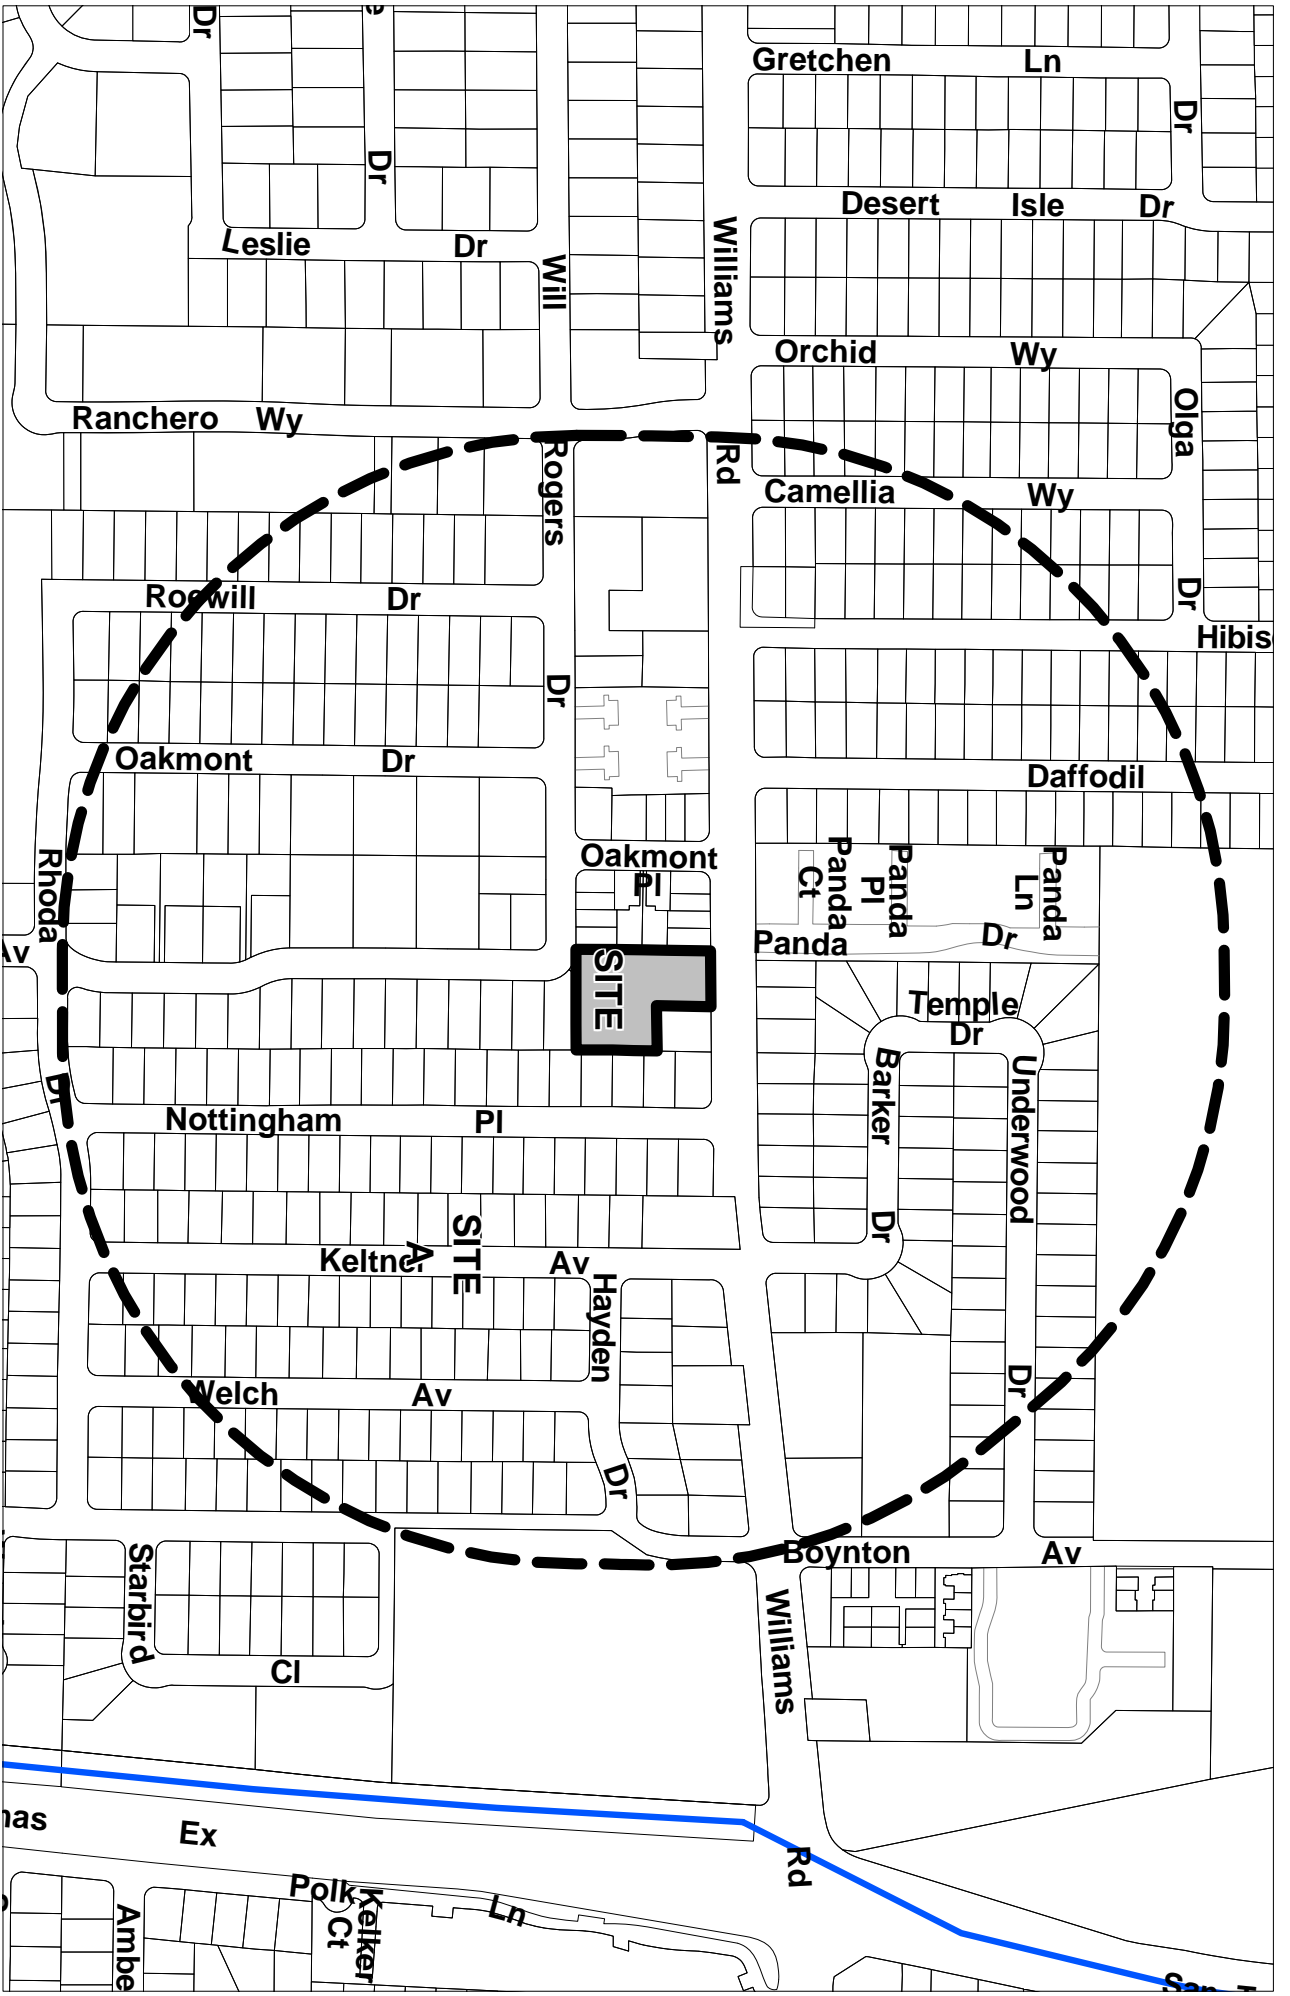 Dr
Gretchen Ln
Dr
Dr
Desert Isle Dr
Leslie Dr
Williams
Will
Orchid Wy
Olga
Ranchero Wy
Rogers
Rd
Camellia Wy
Dr
Roewill Dr
Dr
Oakmont Dr
Daffodil
Rhoda
Oakmont
Pl
Panda
Ct
Panda
Pl
Panda
Ln
Av
Panda Dr
SITE
Temple
Dr
Barker
Underwood
Dr
Nottingham Pl
Dr
SITE
A
Keltner Av
Hayden
Welch Av
Dr
Dr
Boynton Av
Starbird
Williams
Cl
Ex
Rd
Polk Ln
Kelker
Ct